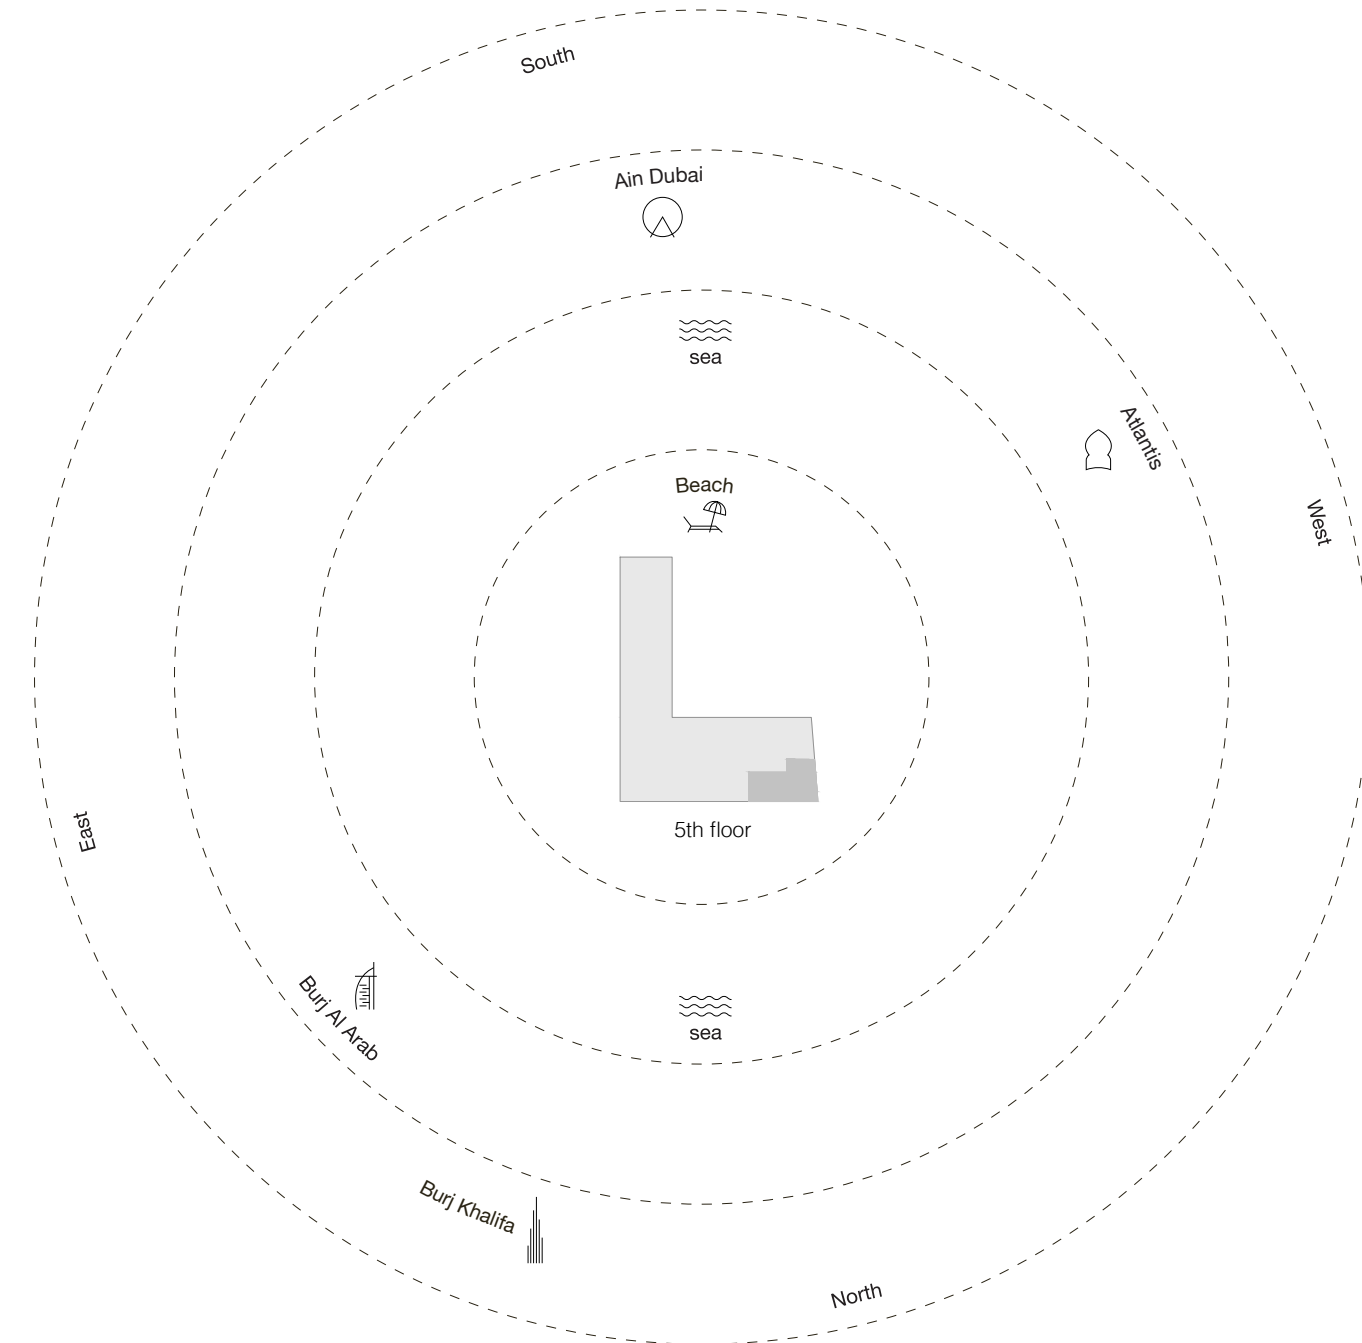 South
Ain Dubai
sea
Atlantis
Beach
West
5th floor
East
Burj Al Arab
sea
Burj Khalifa
North